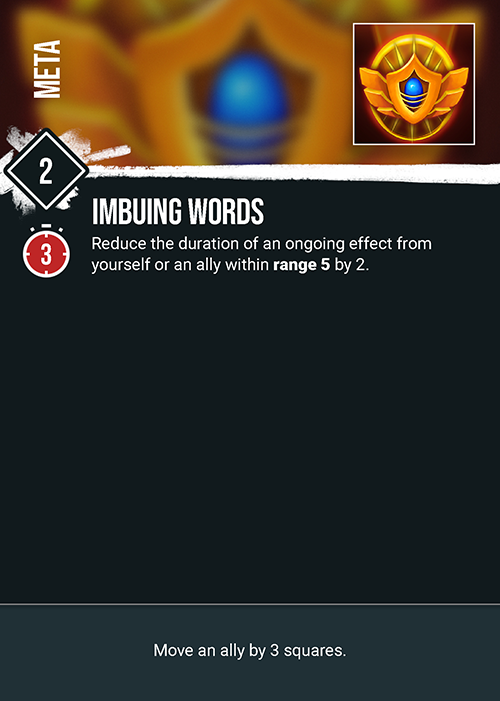 META
2
IMBUING WORDS
3
Reduce the duration of an ongoing effect from
yourself or an ally within range 5 by 2.
Move an ally by 3 squares.